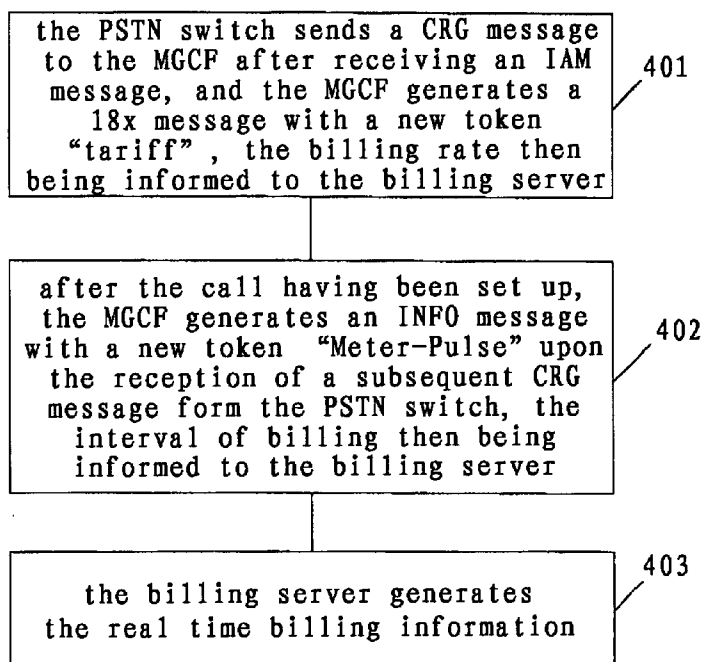 the PSTN switch sends a CRG message
to the MGCF after receiving an IAM
message, and the MGCF generates a
18x message with a new token
"tariff" , the billing rate then
being informed to the billing server
401
after the call having been set up,
the MGCF generates an INFO message
with a new token "Meter-Pulse" upon
the reception of a subsequent CRG
message form the PSTN switch, the
interval of billing then being
informed to the billing server
402
the billing server generates
the real time billing information
403